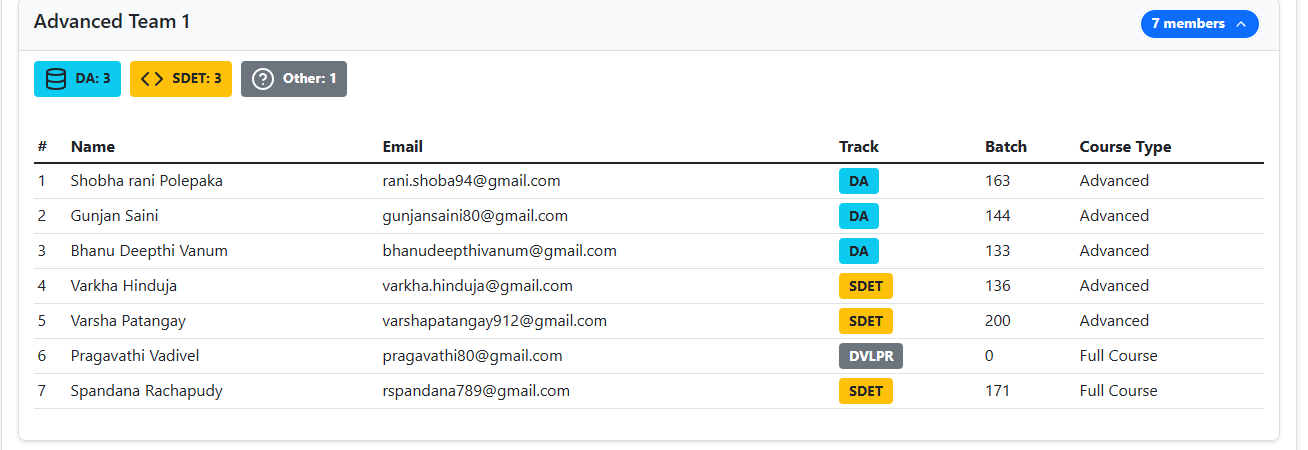 Advanced Team 1
7 members
DA: 3 SDET: 3 Other: 1
# Name Email Track Batch Course Type
1 Shobha rani Polepaka rani.shoba94@gmail.com DA 163 Advanced
2 Gunjan Saini gunjansaini80@gmail.com DA 144 Advanced
3 Bhanu Deepthi Vanum bhanudeepthivanum@gmail.com DA 133 Advanced
4 Varkha Hinduja varkha.hinduja@gmail.com SDET 136 Advanced
5 Varsha Patangay varshapatangay912@gmail.com SDET 200 Advanced
6 Pragavathi Vadivel pragavathi80@gmail.com DVLPR 0 Full Course
7 Spandana Rachapudy rspandana789@gmail.com SDET 171 Full Course